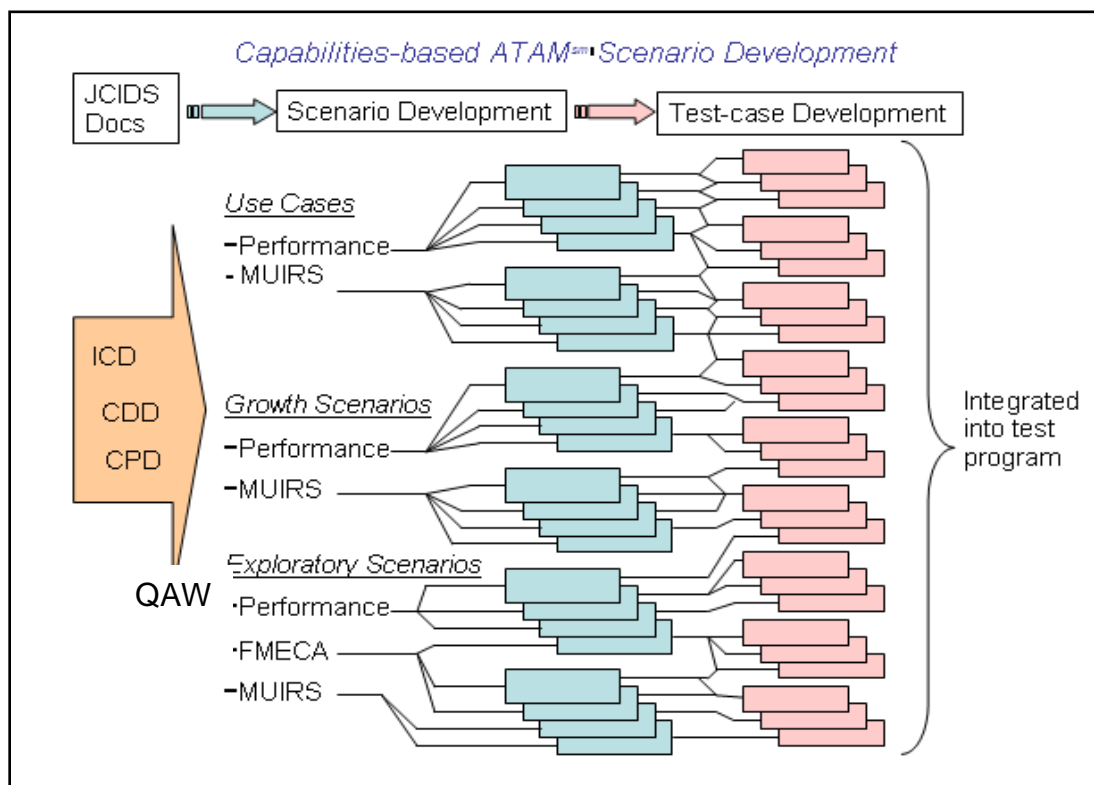 Capabilities-based ATAM℠ Scenario Development
JCIDS
Docs
Scenario Development
Test-case Development
Use Cases
-Performance
- MUIRS
ICD
CDD
CPD
Growth Scenarios
-Performance
-MUIRS
QAW
Exploratory Scenarios
·Performance
·FMECA
-MUIRS
Integrated
into test
program